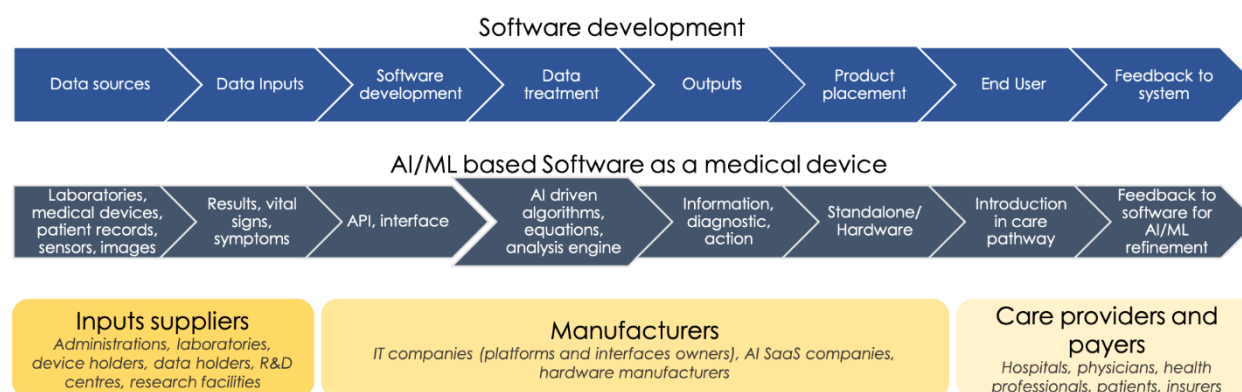 Software development
Data sources
Data Inputs
Software
development
Data
treatment
Outputs
Product
placement
End User
Feedback to
system
AI/ML based Software as a medical device
Laboratories,
medical devices,
patient records,
sensors, images
Results, vital
signs,
symptoms
API, interface
AI driven
algorithms,
equations,
analysis engine
Information,
diagnostic,
action
Standalone/
Hardware
Introduction
in care
pathway
Feedback to
software for
AI/ML
refinement
Inputs suppliers
Administrations, laboratories,
device holders, data holders, R&D
centres, research facilities
Manufacturers
IT companies (platforms and interfaces owners), AI SaaS companies,
hardware manufacturers
Care providers and
payers
Hospitals, physicians, health
professionals, patients, insurers